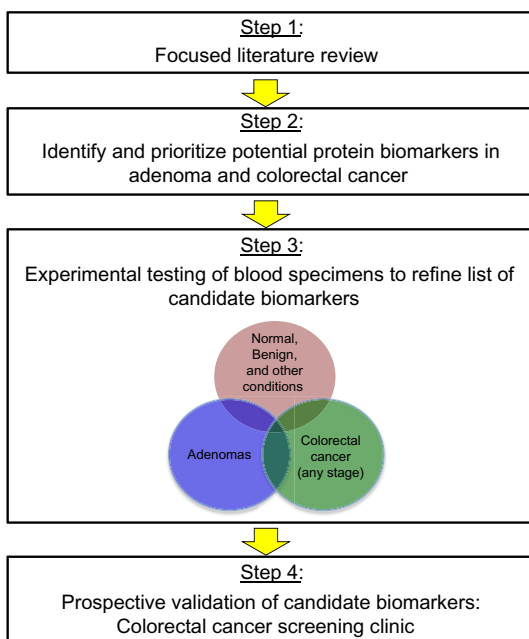 Step 1:
Focused literature review
Step 2:
Identify and prioritize potential protein biomarkers in
adenoma and colorectal cancer
Step 3:
Experimental testing of blood specimens to refine list of
candidate biomarkers
Normal,
Benign,
and other
conditions
Adenomas
Colorectal
cancer
(any stage)
Step 4:
Prospective validation of candidate biomarkers:
Colorectal cancer screening clinic